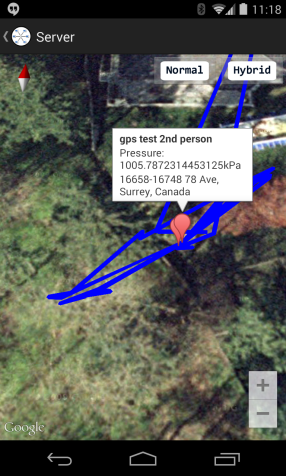 11:18
Server
Normal
Hybrid
gps test 2nd person
Pressure:
1005.7872314453125kPa
16658-16748 78 Ave,
Surrey, Canada
Google